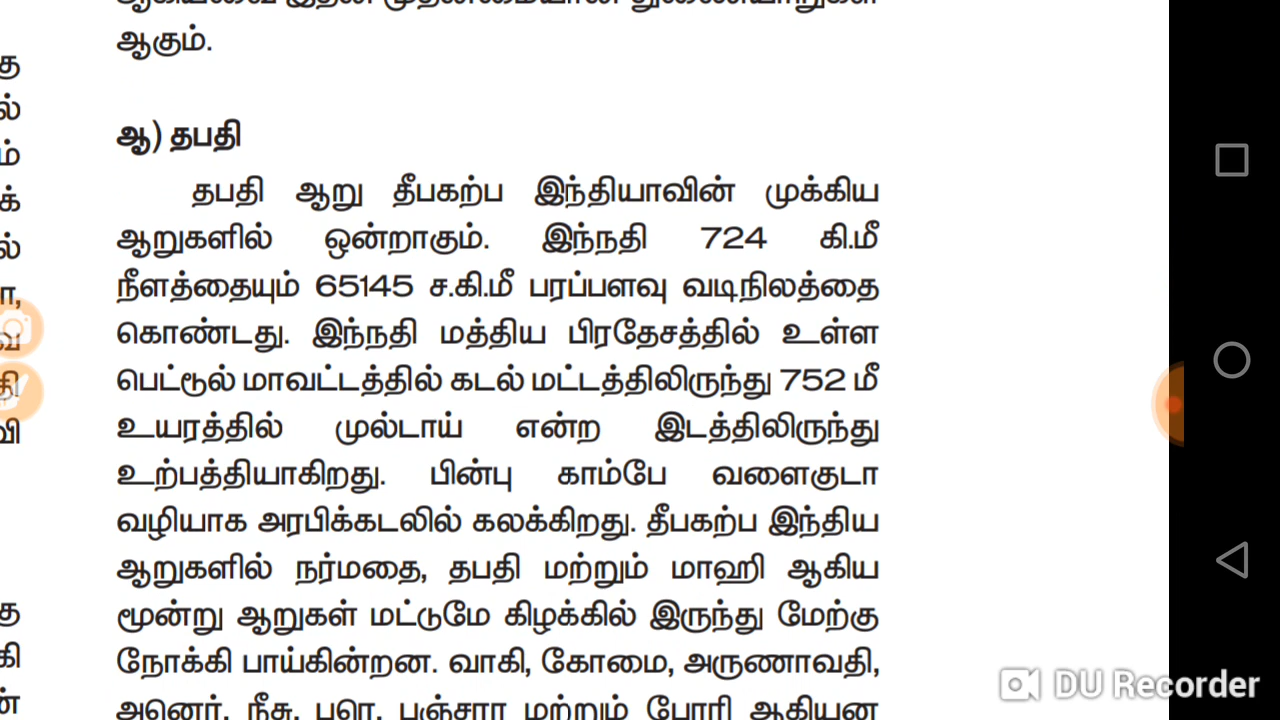 ஆகும்.
ஆ) தபதி
தபதி ஆறு தீபகற்ப இந்தியாவின் முக்கிய
ஆறுகளில் ஒன்றாகும். இந்நதி 724 கி.மீ
நீளத்தையும் 65145 ச.கி.மீ பரப்பளவு வடிநிலத்தை
கொண்டது. இந்நதி மத்திய பிரதேசத்தில் உள்ள
பெட்டூல் மாவட்டத்தில் கடல் மட்டத்திலிருந்து 752 மீ
உயரத்தில் முல்டாய் என்ற இடத்திலிருந்து
உற்பத்தியாகிறது. பின்பு காம்பே வளைகுடா
வழியாக அரபிக்கடலில் கலக்கிறது. தீபகற்ப இந்திய
ஆறுகளில் நர்மதை, தபதி மற்றும் மாஹி ஆகிய
மூன்று ஆறுகள் மட்டுமே கிழக்கில் இருந்து மேற்கு
நோக்கி பாய்கின்றன. வாகி, கோமை, அருணாவதி,
மற்றும் போரி ஆகியன
DU Recorder